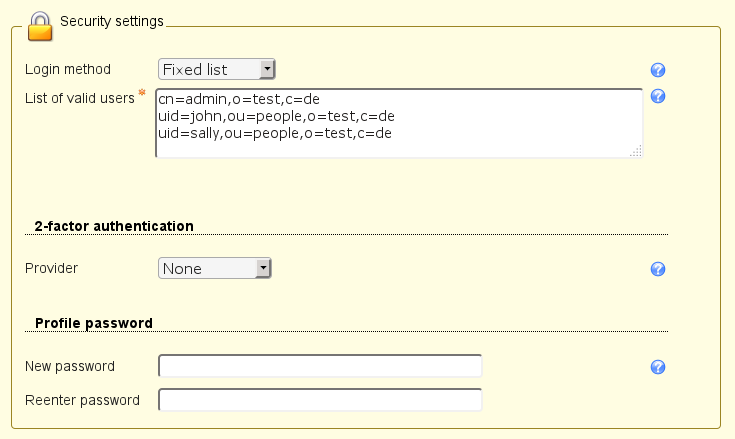 Security settings
Login method Fixed list
List of valid users *
cn=admin,o=test,c=de
uid=john,ou=people,o=test,c=de
uid=sally,ou=people,o=test,c=de
2-factor authentication
Provider None
Profile password
New password
Reenter password